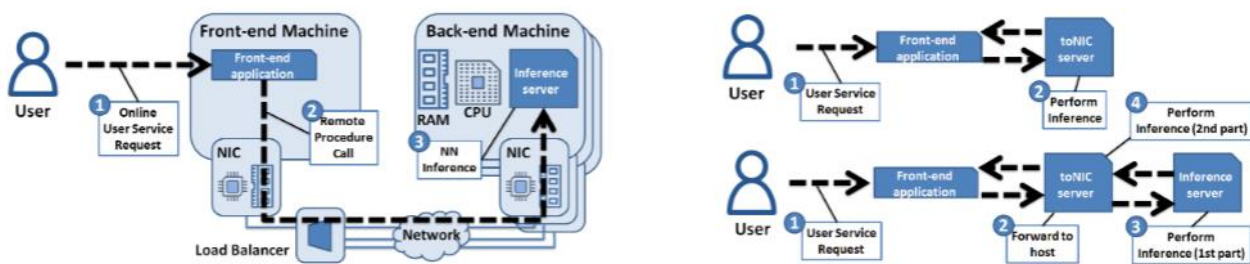 Front-end Machine
Front-end
application
User
1
Online
User Service
Request
2
Remote
Procedure
Call
NIC
Load Balancer
Network
Back-end Machine
RAM
CPU
Inference
server
3
NN
Inference
NIC
User
1
User Service
Request
Front-end
application
toNIC
server
2
Perform
Inference
User
1
User Service
Request
Front-end
application
toNIC
server
2
Forward to
host
4
Perform
Inference (2nd part)
Inference
server
3
Perform
Inference (1st part)